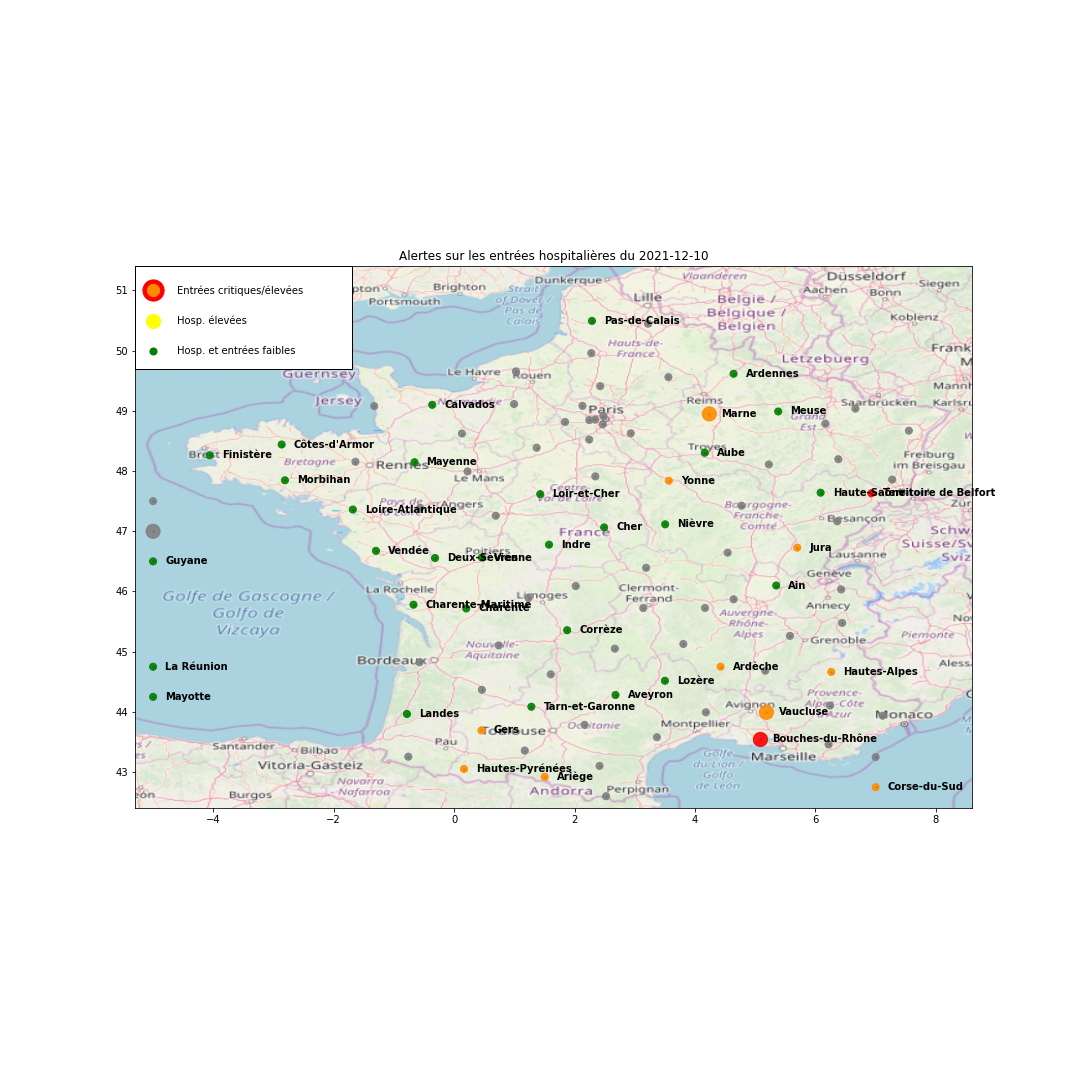 Alertes sur les entrées hospitalières du 2021-12-10
Entrées critiques/élevées
Hosp. élevées
Hosp. et entrées faibles
51
50
49
48
47
46
45
44
43
−4
−2
0
2
4
6
8
Brighton
Portsmouth
Strait
of Dover /
Pas de
Calais
Dunkerque
Lille
Vlaanderen
België /
Belgique /
Belgien
Düsseldorf
Aachen
Bonn
Siegen
Koblenz
Pas-de-Calais
Hauts-de-
France
Lëtzebuerg
Guernsey
Jersey
Le Havre
Rouen
Ardennes
Calvados
Paris
Reims
Marne
Meuse
Grand
Est
Saarbrücken
Côtes-d'Armor
Brest
Finistère
Bretagne
Rennes
Mayenne
Le Mans
Troyes
Aube
Freiburg
im Breisgau
Morbihan
Loir-et-Cher
Centre-
Val de Loire
Yonne
Haute-Saône
Territoire de Belfort
Pays de
la Loire
Loire-Atlantique
Angers
Cher
Nièvre
Bourgogne-
Franche-
Comté
Besançon
France
Vendée
Poitiers
Deux-Sèvres
Vienne
Indre
Jura
Lausanne
Guyane
Genève
La Rochelle
Ain
Annecy
Golfe de Gascogne /
Golfo de
Vizcaya
Charente-Maritime
Charente
Limoges
Clermont-
Ferrand
Auvergne-
Rhône-
Alpes
Corrèze
Nouvelle-
Aquitaine
Grenoble
Piemonte
La Réunion
Bordeaux
Ardèche
Hautes-Alpes
Mayotte
Lozère
Aveyron
Landes
Tarn-et-Garonne
Avignon
Vaucluse
Provence-
Alpes-Côte
d'Azur
Monaco
Gers
Toulouse
Occitanie
Montpellier
Bouches-du-Rhône
Marseille
Santander
Bilbao
Vitoria-Gasteiz
Pau
Hautes-Pyrénées
Ariège
Golfe
du Lion /
Golfo
de León
Navarra
- Nafarroa
Burgos
Andorra
Perpignan
Corse-du-Sud